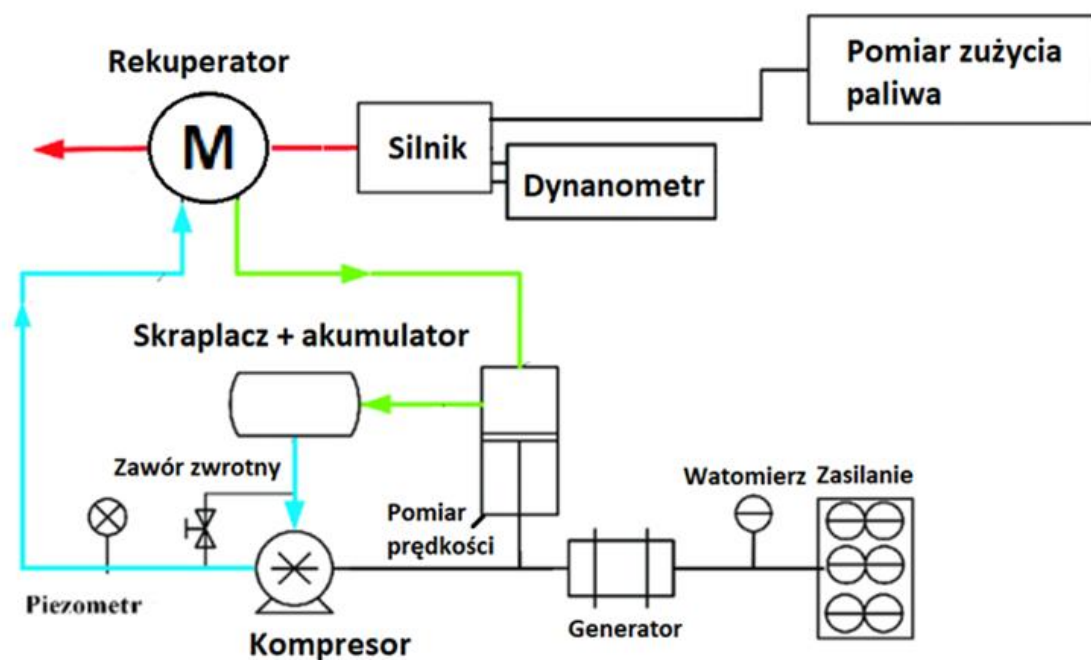 Rekuperator
Pomiar zużycia
paliwa
M
Silnik
Dynanometr
Skraplacz + akumulator
Zawór zwrotny
Watomierz
Zasilanie
Pomiar
prędkości
Piezometr
Generator
Kompresor